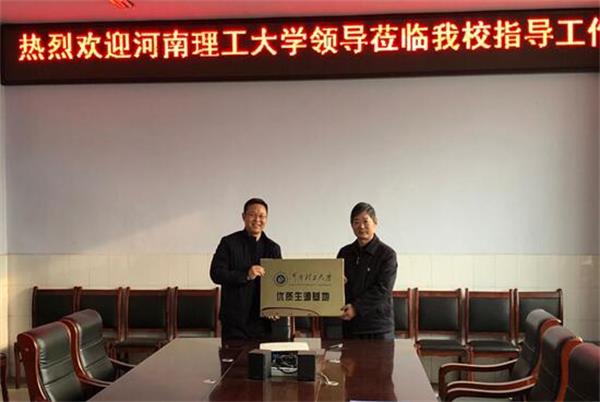 热烈欢迎河南理工大学领导莅临我校指导工作
河南理工大学
优质生源基地